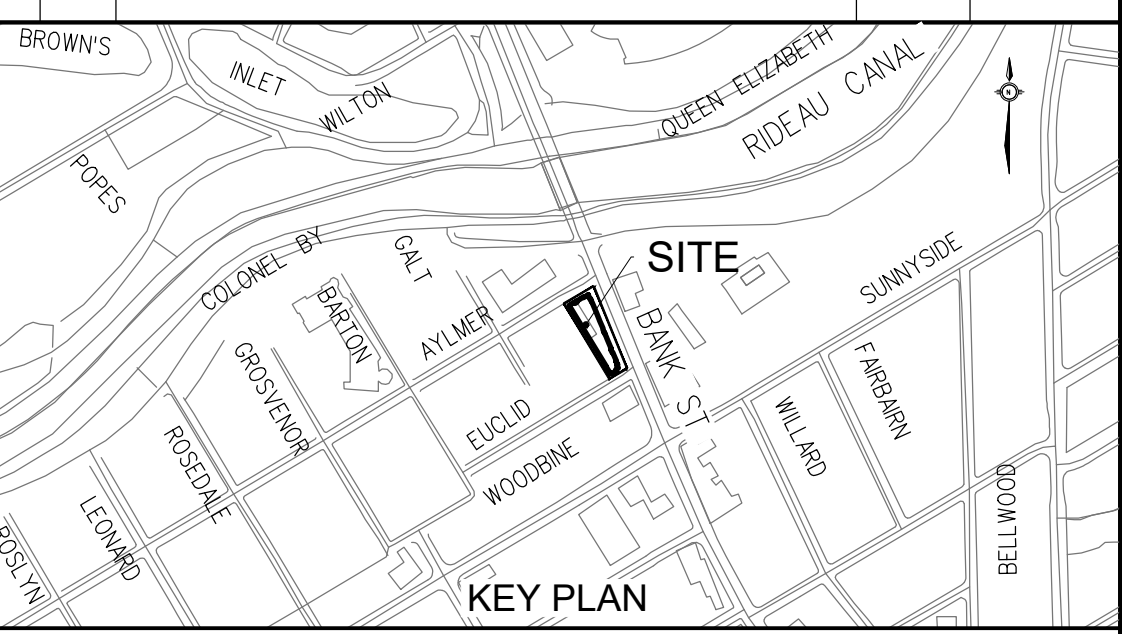 BROWN'S
INLET
WILTON
QUEEN ELIZABETH
RIDEAU CANAL
N
POPES
COLONEL BY
GALT
SITE
SUNNYSIDE
BARTON
AYLMER
BANK ST
GROSVENOR
FAIRBAIRN
EUCLID
WILLARD
WOODBINE
ROSEDALE
LEONARD
BELLWOOD
ROSLYN
KEY PLAN